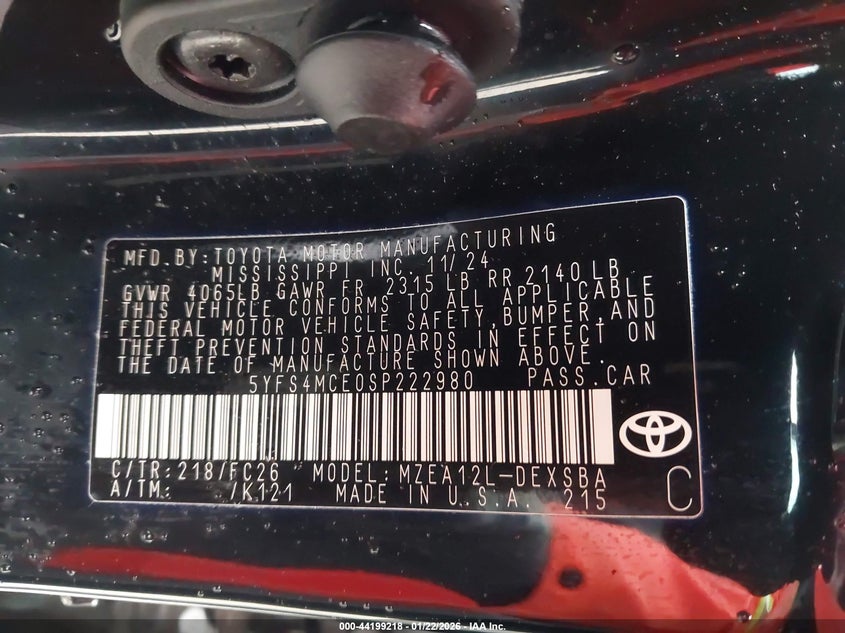 MFD.BY:TOYOTA MOTOR MANUFACTURING
MISSISSIPPI INC. 11/24
GVWR 4065LB GAWR FR 2315 LB RR 2140 LB
THIS VEHICLE CONFORMS TO ALL APPLICABLE
FEDERAL MOTOR VEHICLE SAFETY,BUMPER,AND
THEFT PREVENTION STANDARDS IN EFFECT ON
THE DATE OF MANUFACTURE SHOWN ABOVE.
5YFS4MCE0SP222980 PASS.CAR
C/TR:218/FC26 MODEL:MZEA12L-DEXSBA
A/TM: /K121 MADE IN U.S.A. 215 C
000-44199218 - 01/22/2026 - IAA Inc.